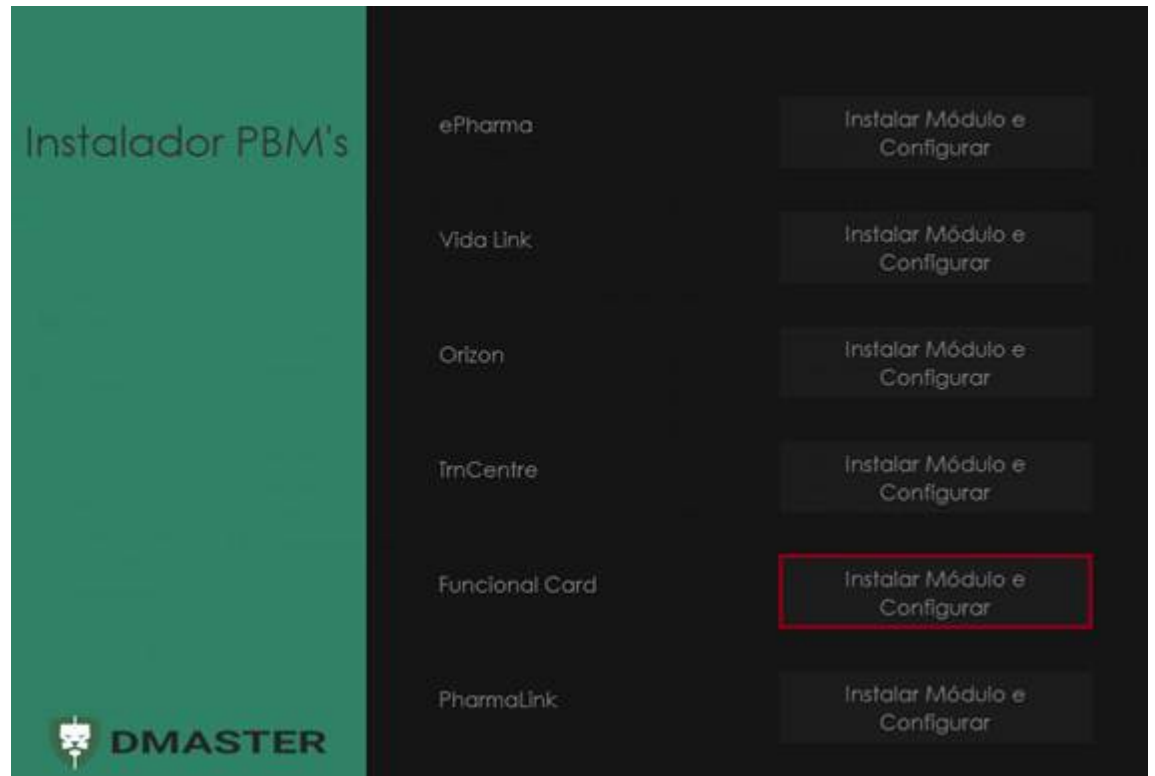 Instalador PBM's
ePharma
Instalar Módulo e
Configurar
Vida Link
Instalar Módulo e
Configurar
Orizon
Instalar Módulo e
Configurar
TrnCentre
Instalar Módulo e
Configurar
Funcional Card
Instalar Módulo e
Configurar
PharmaLink
Instalar Módulo e
Configurar
DMASTER